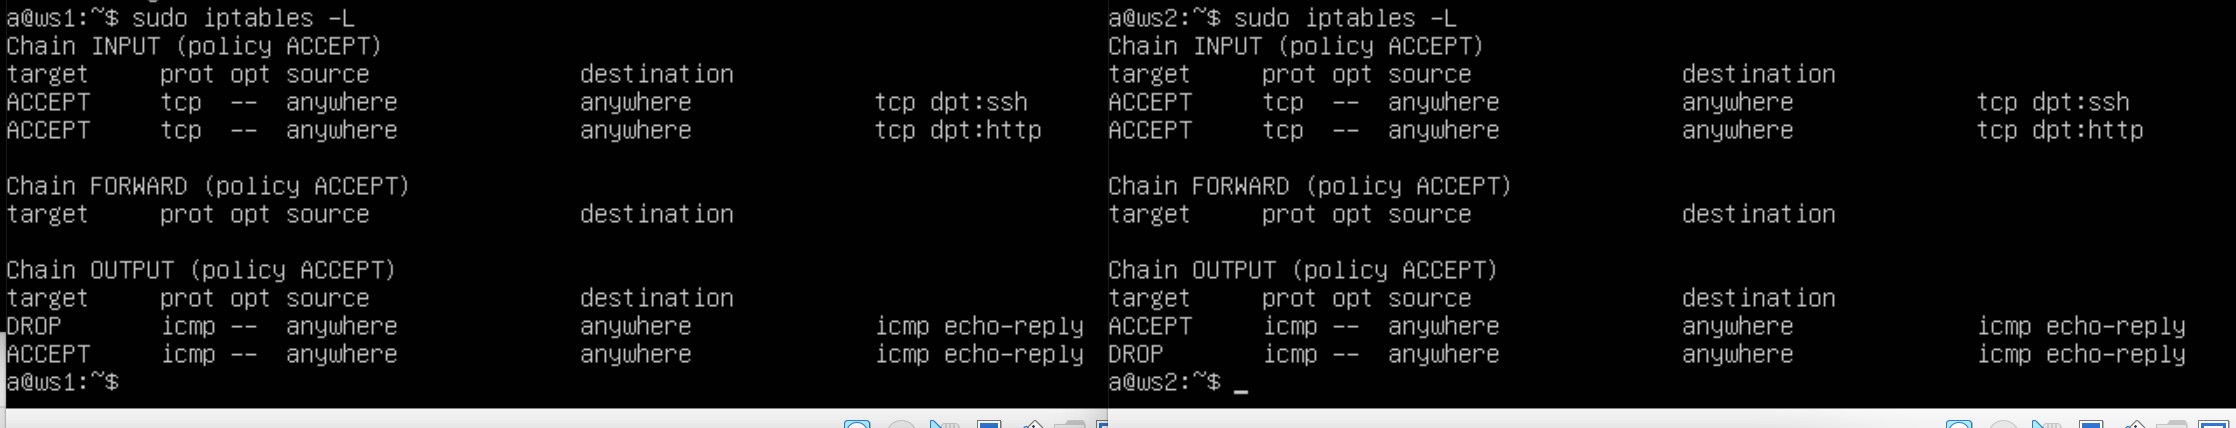 a@ws1:~$ sudo iptables -L
Chain INPUT (policy ACCEPT)
target     prot opt source               destination
ACCEPT     tcp  --  anywhere             anywhere             tcp dpt:ssh
ACCEPT     tcp  --  anywhere             anywhere             tcp dpt:http
Chain FORWARD (policy ACCEPT)
target     prot opt source               destination
Chain OUTPUT (policy ACCEPT)
target     prot opt source               destination
DROP       icmp --  anywhere             anywhere             icmp echo-reply
ACCEPT     icmp --  anywhere             anywhere             icmp echo-reply
a@ws1:~$
a@ws2:~$ sudo iptables -L
Chain INPUT (policy ACCEPT)
target     prot opt source               destination
ACCEPT     tcp  --  anywhere             anywhere             tcp dpt:ssh
ACCEPT     tcp  --  anywhere             anywhere             tcp dpt:http
Chain FORWARD (policy ACCEPT)
target     prot opt source               destination
Chain OUTPUT (policy ACCEPT)
target     prot opt source               destination
ACCEPT     icmp --  anywhere             anywhere             icmp echo-reply
DROP       icmp --  anywhere             anywhere             icmp echo-reply
a@ws2:~$ _